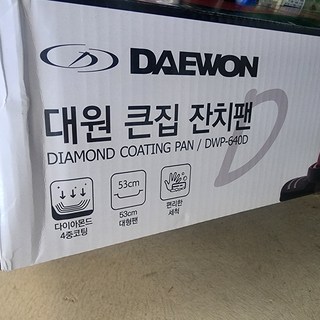 DAEWON
대원 큰집 잔치팬
DIAMOND COATING PAN / DWP-640D
D
다이아몬드
4중코팅
53cm
53cm
대형팬
편리한
세척